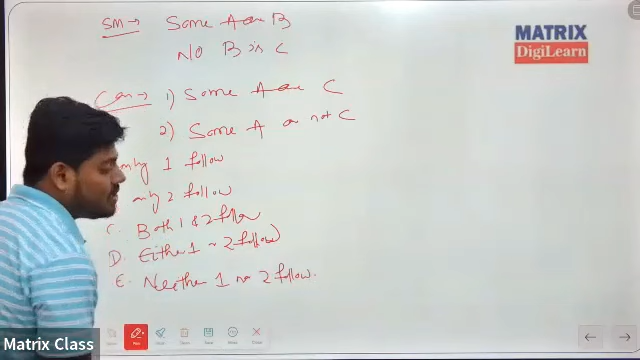 SM → Some A are B
NO B is C
MATRIX
DigiLearn
Con → 1) Some A are C
2) Some A are not C
only 1 follow
only 2 follow
C. Both 1 & 2 follow
D. Either 1 or 2 follow
E. Neither 1 nor 2 follow.
Matrix Class